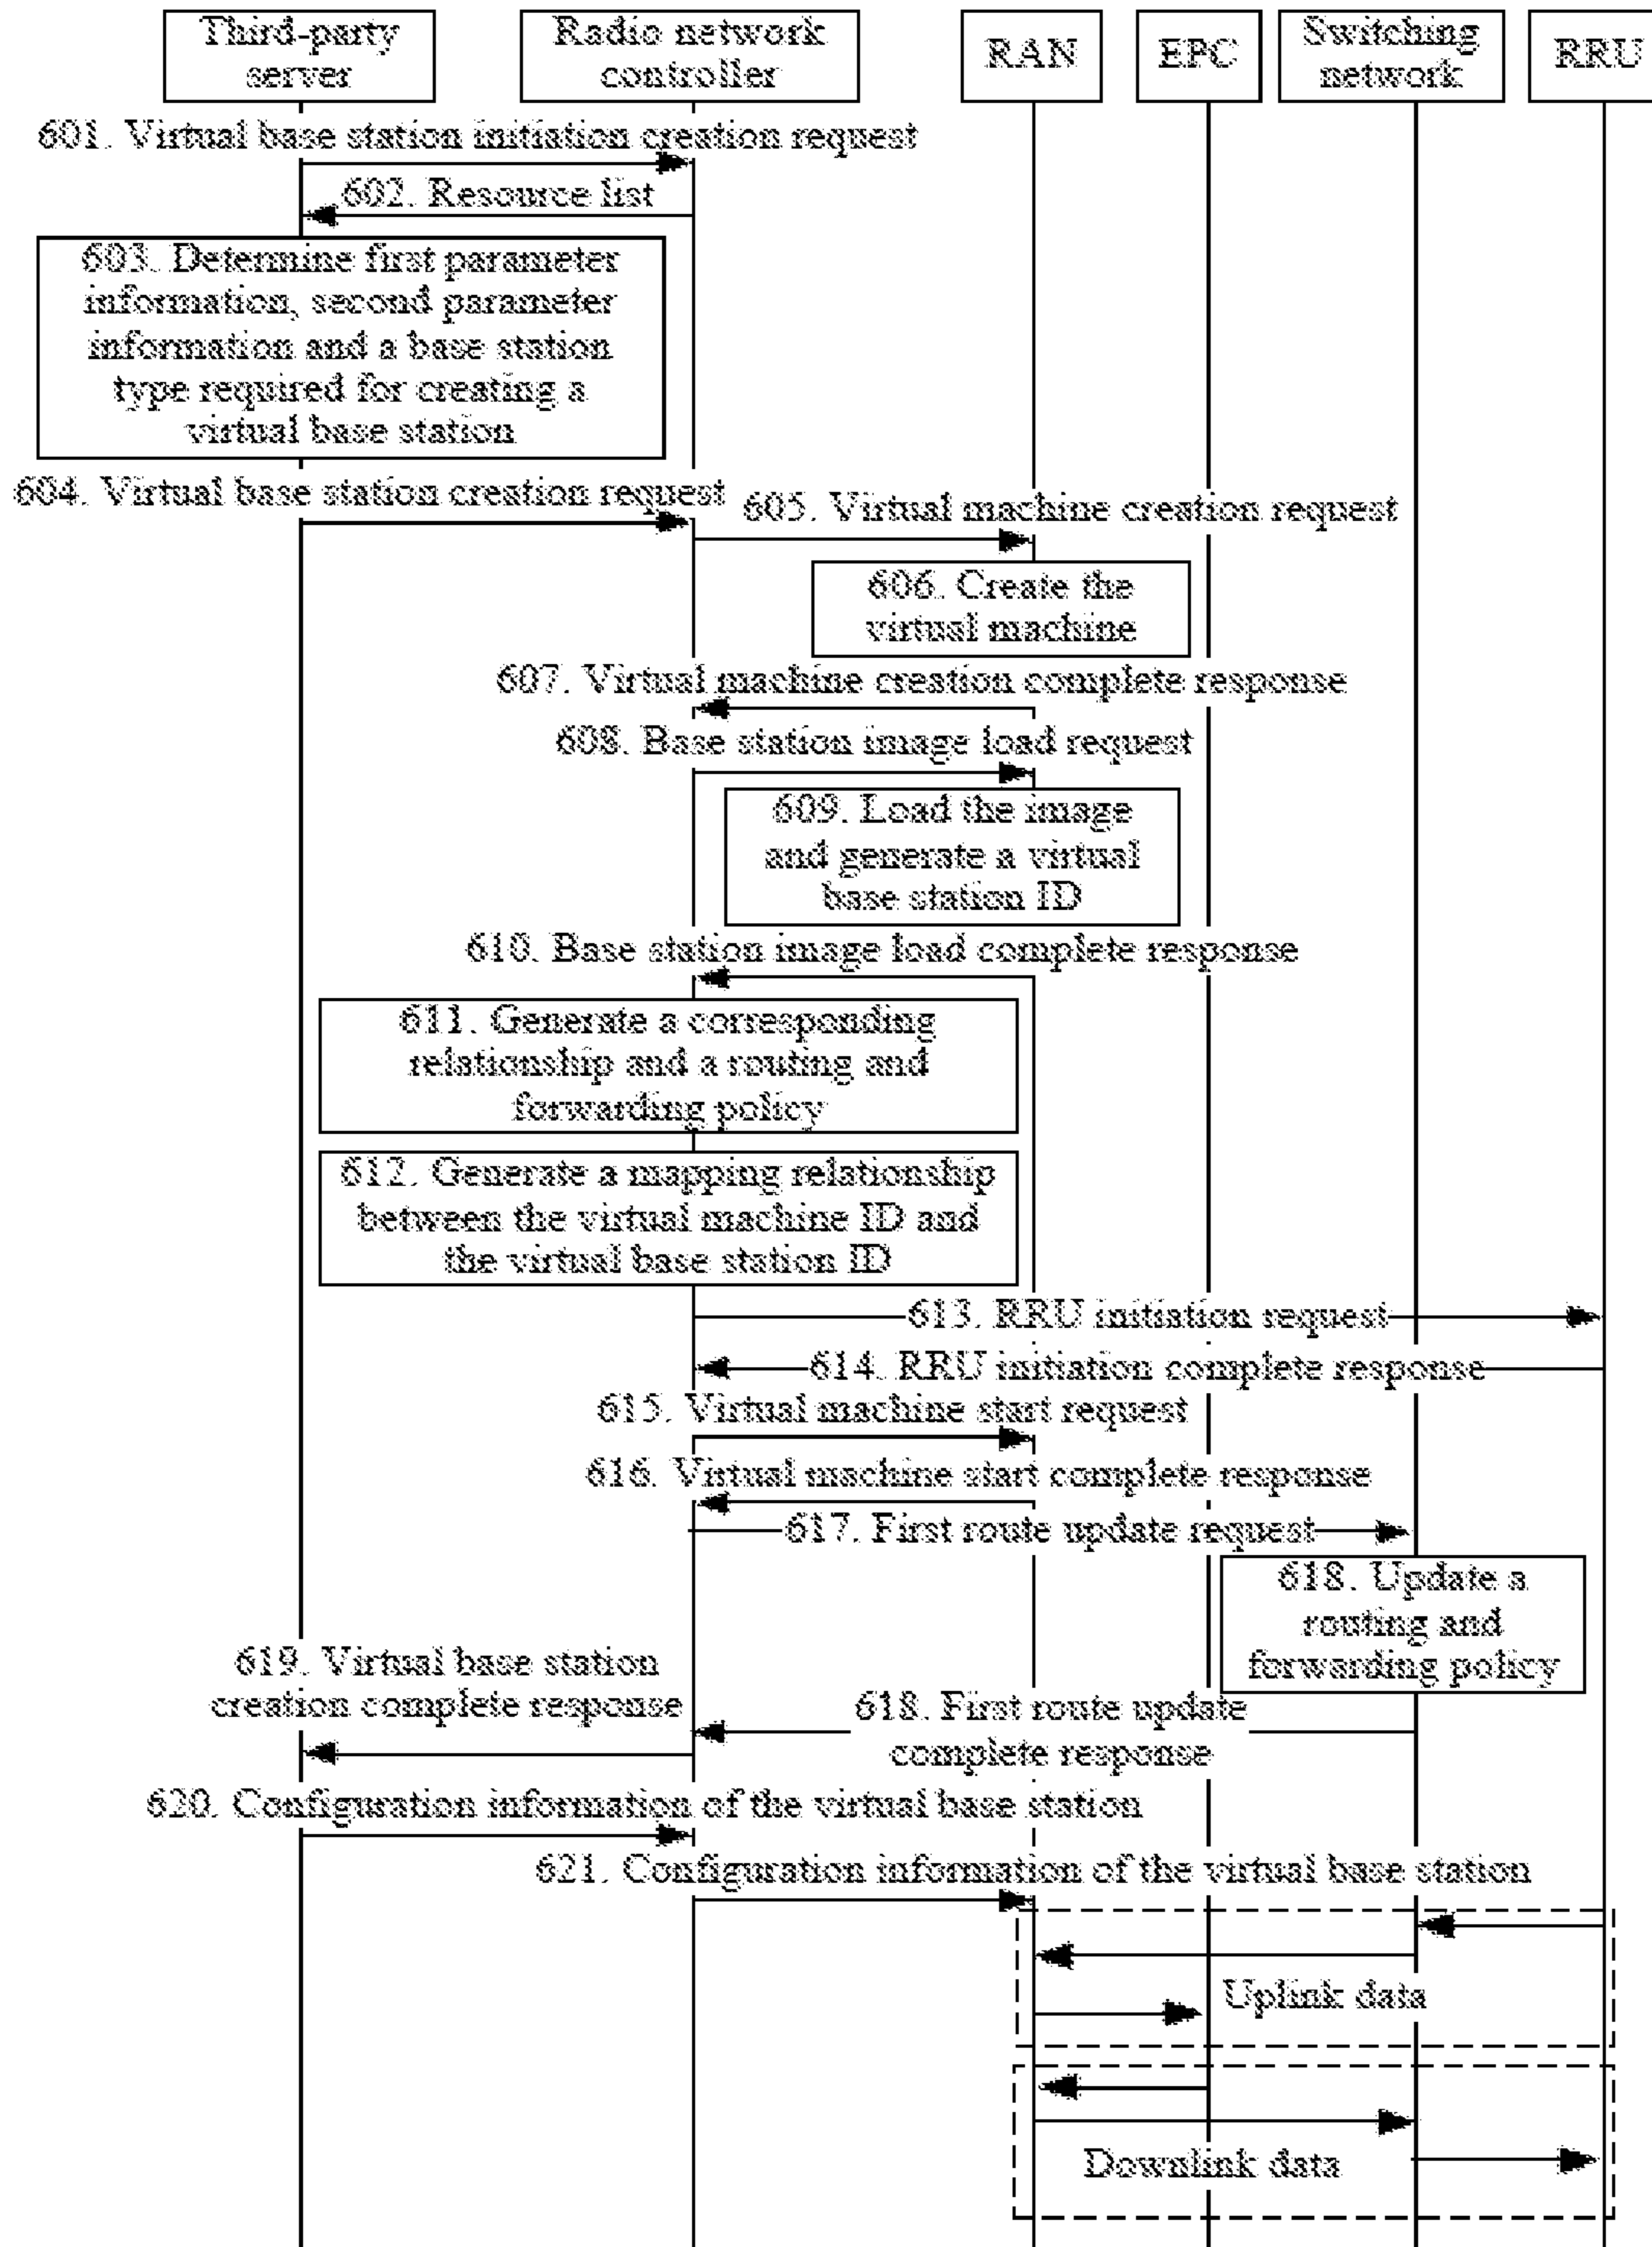 Third-party
server
Radio network
controller
RAN
EPC
Switching
network
RRU
601. Virtual base station initiation creation request
602. Resource list
603. Determine first parameter
information, second parameter
information and a base station
type required for creating a
virtual base station
604. Virtual base station creation request
605. Virtual machine creation request
606. Create the
virtual machine
607. Virtual machine creation complete response
608. Base station image load request
609. Load the image
and generate a virtual
base station ID
610. Base station image load complete response
611. Generate a corresponding
relationship and a routing and
forwarding policy
612. Generate a mapping relationship
between the virtual machine ID and
the virtual base station ID
613. RRU initiation request
614. RRU initiation complete response
615. Virtual machine start request
616. Virtual machine start complete response
617. First route update request
618. Update a
routing and
forwarding policy
619. Virtual base station
creation complete response
618. First route update
complete response
620. Configuration information of the virtual base station
621. Configuration information of the virtual base station
Uplink data
Downlink data